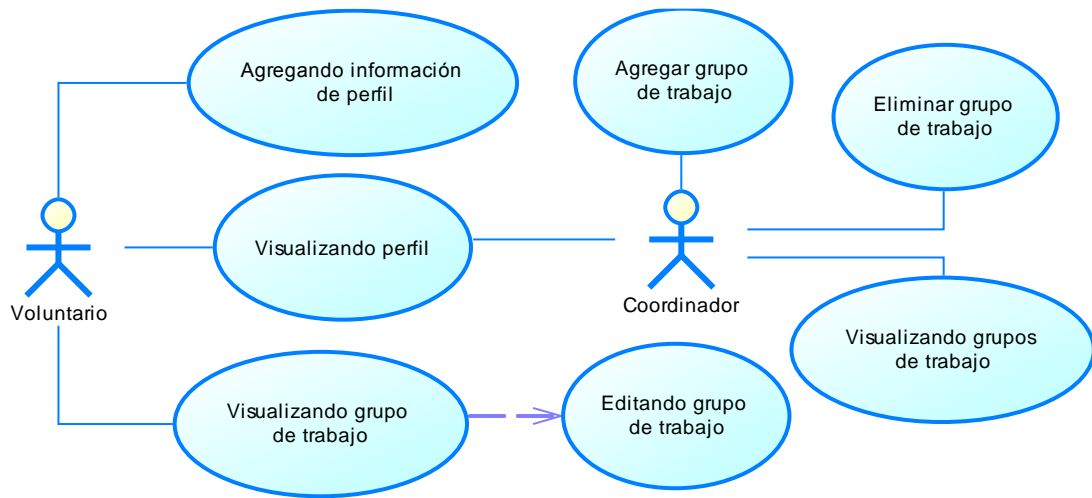 Agregando información
de perfil
Agregar grupo
de trabajo
Eliminar grupo
de trabajo
Visualizando perfil
Voluntario
Coordinador
Visualizando grupos
de trabajo
Visualizando grupo
de trabajo
Editando grupo
de trabajo